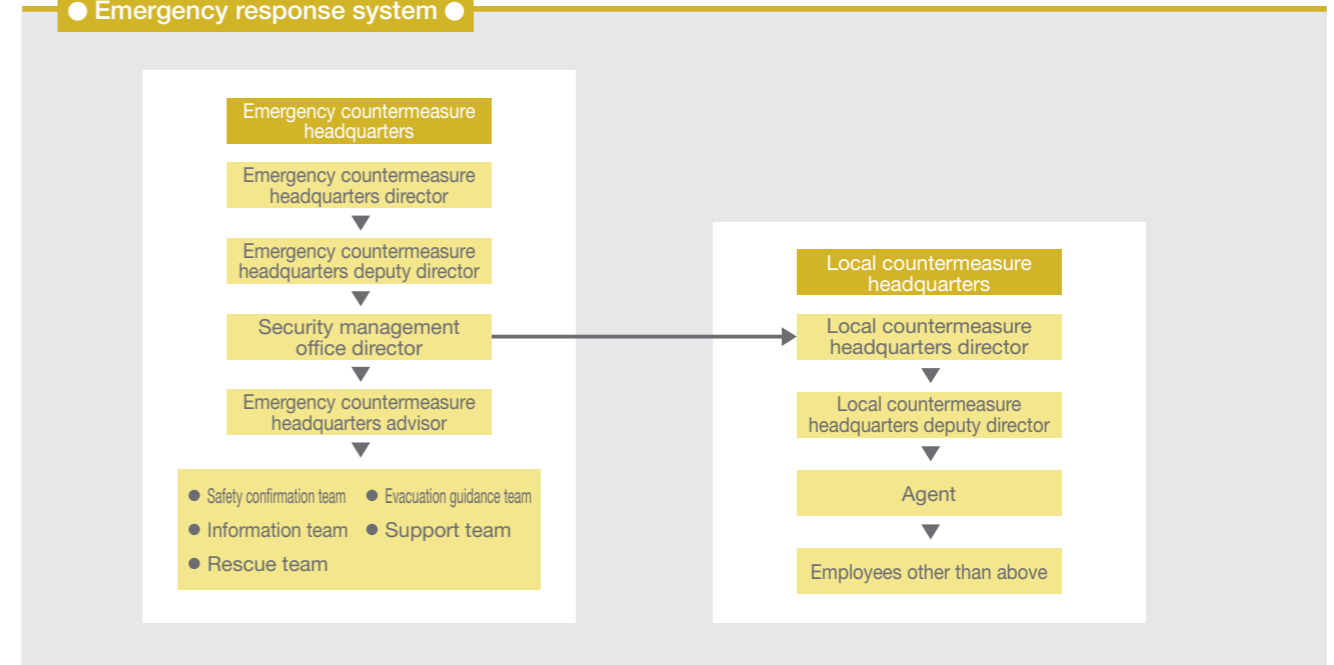 ● Emergency response system ●
Emergency countermeasure
headquarters
Emergency countermeasure
headquarters director
Emergency countermeasure
headquarters deputy director
Security management
office director
Emergency countermeasure
headquarters advisor
● Safety confirmation team ● Evacuation guidance team
● Information team ● Support team
● Rescue team
Local countermeasure
headquarters
Local countermeasure
headquarters director
Local countermeasure
headquarters deputy director
Agent
Employees other than above